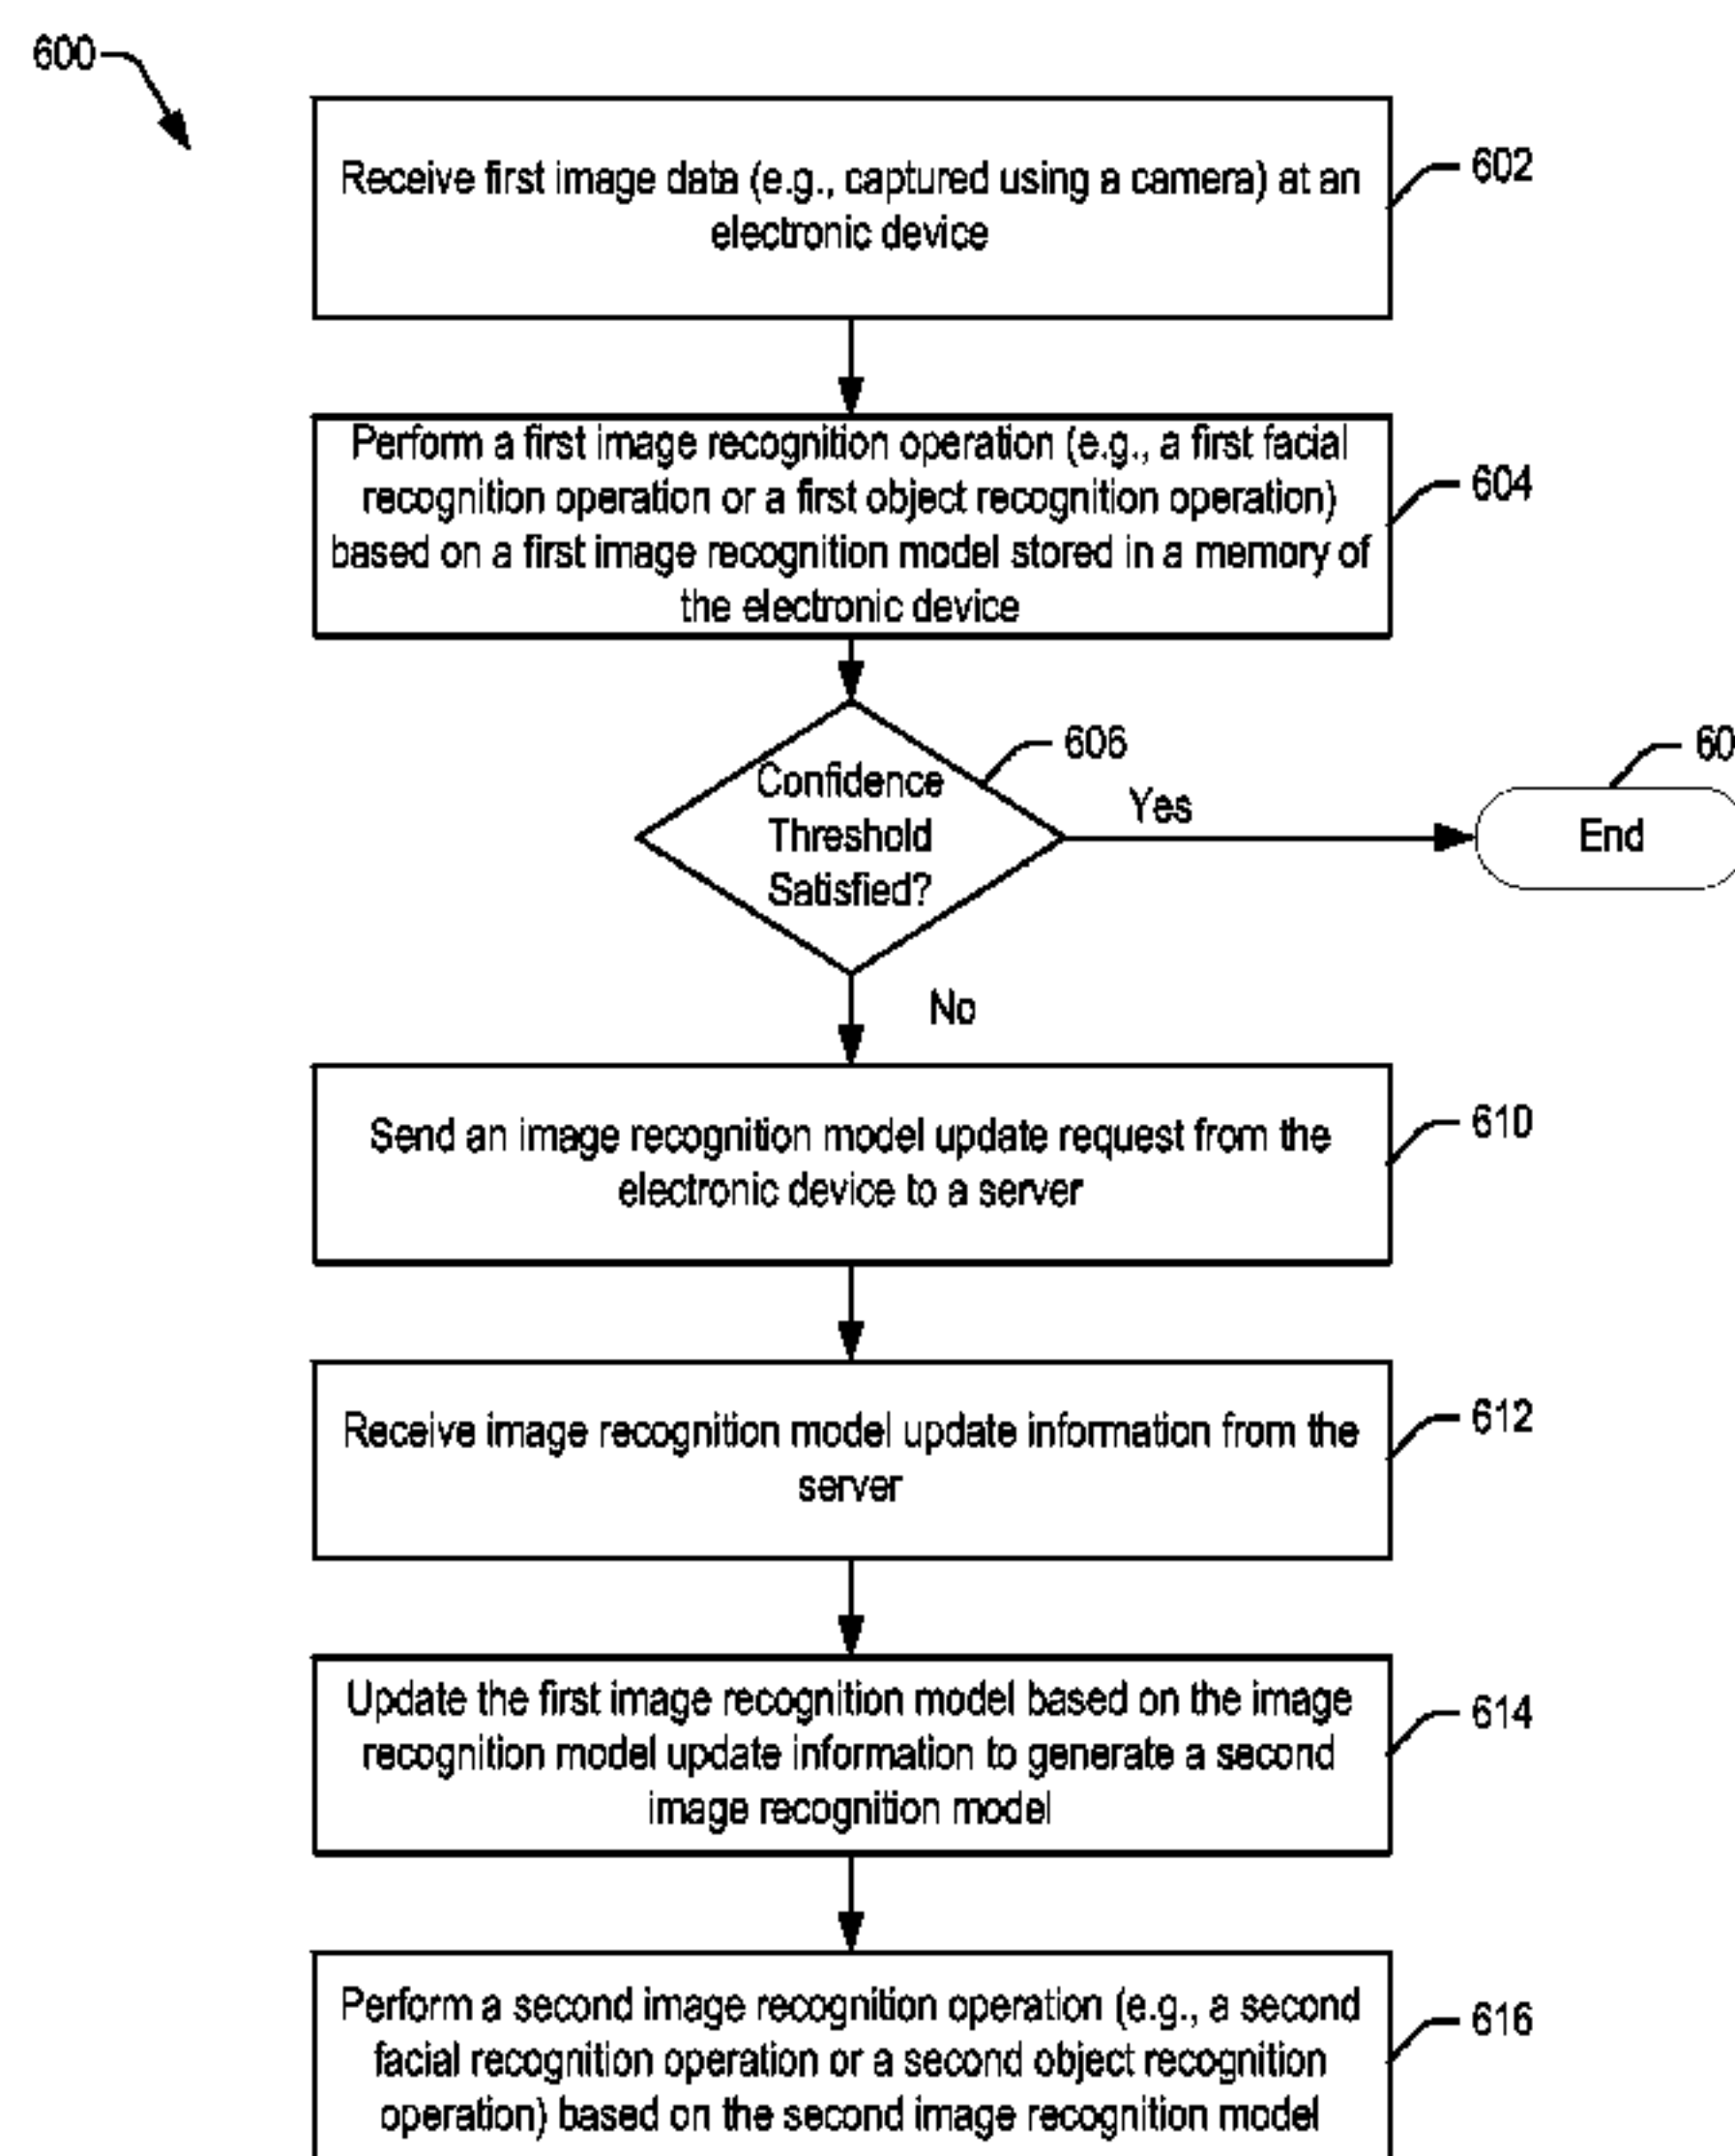 600
Receive first image data (e.g., captured using a camera) at an
electronic device
602
Perform a first image recognition operation (e.g., a first facial
recognition operation or a first object recognition operation)
based on a first image recognition model stored in a memory of
the electronic device
604
Confidence
Threshold
Satisfied?
606
Yes
60
End
No
Send an image recognition model update request from the
electronic device to a server
610
Receive image recognition model update information from the
server
612
Update the first image recognition model based on the image
recognition model update information to generate a second
image recognition model
614
Perform a second image recognition operation (e.g., a second
facial recognition operation or a second object recognition
operation) based on the second image recognition model
616